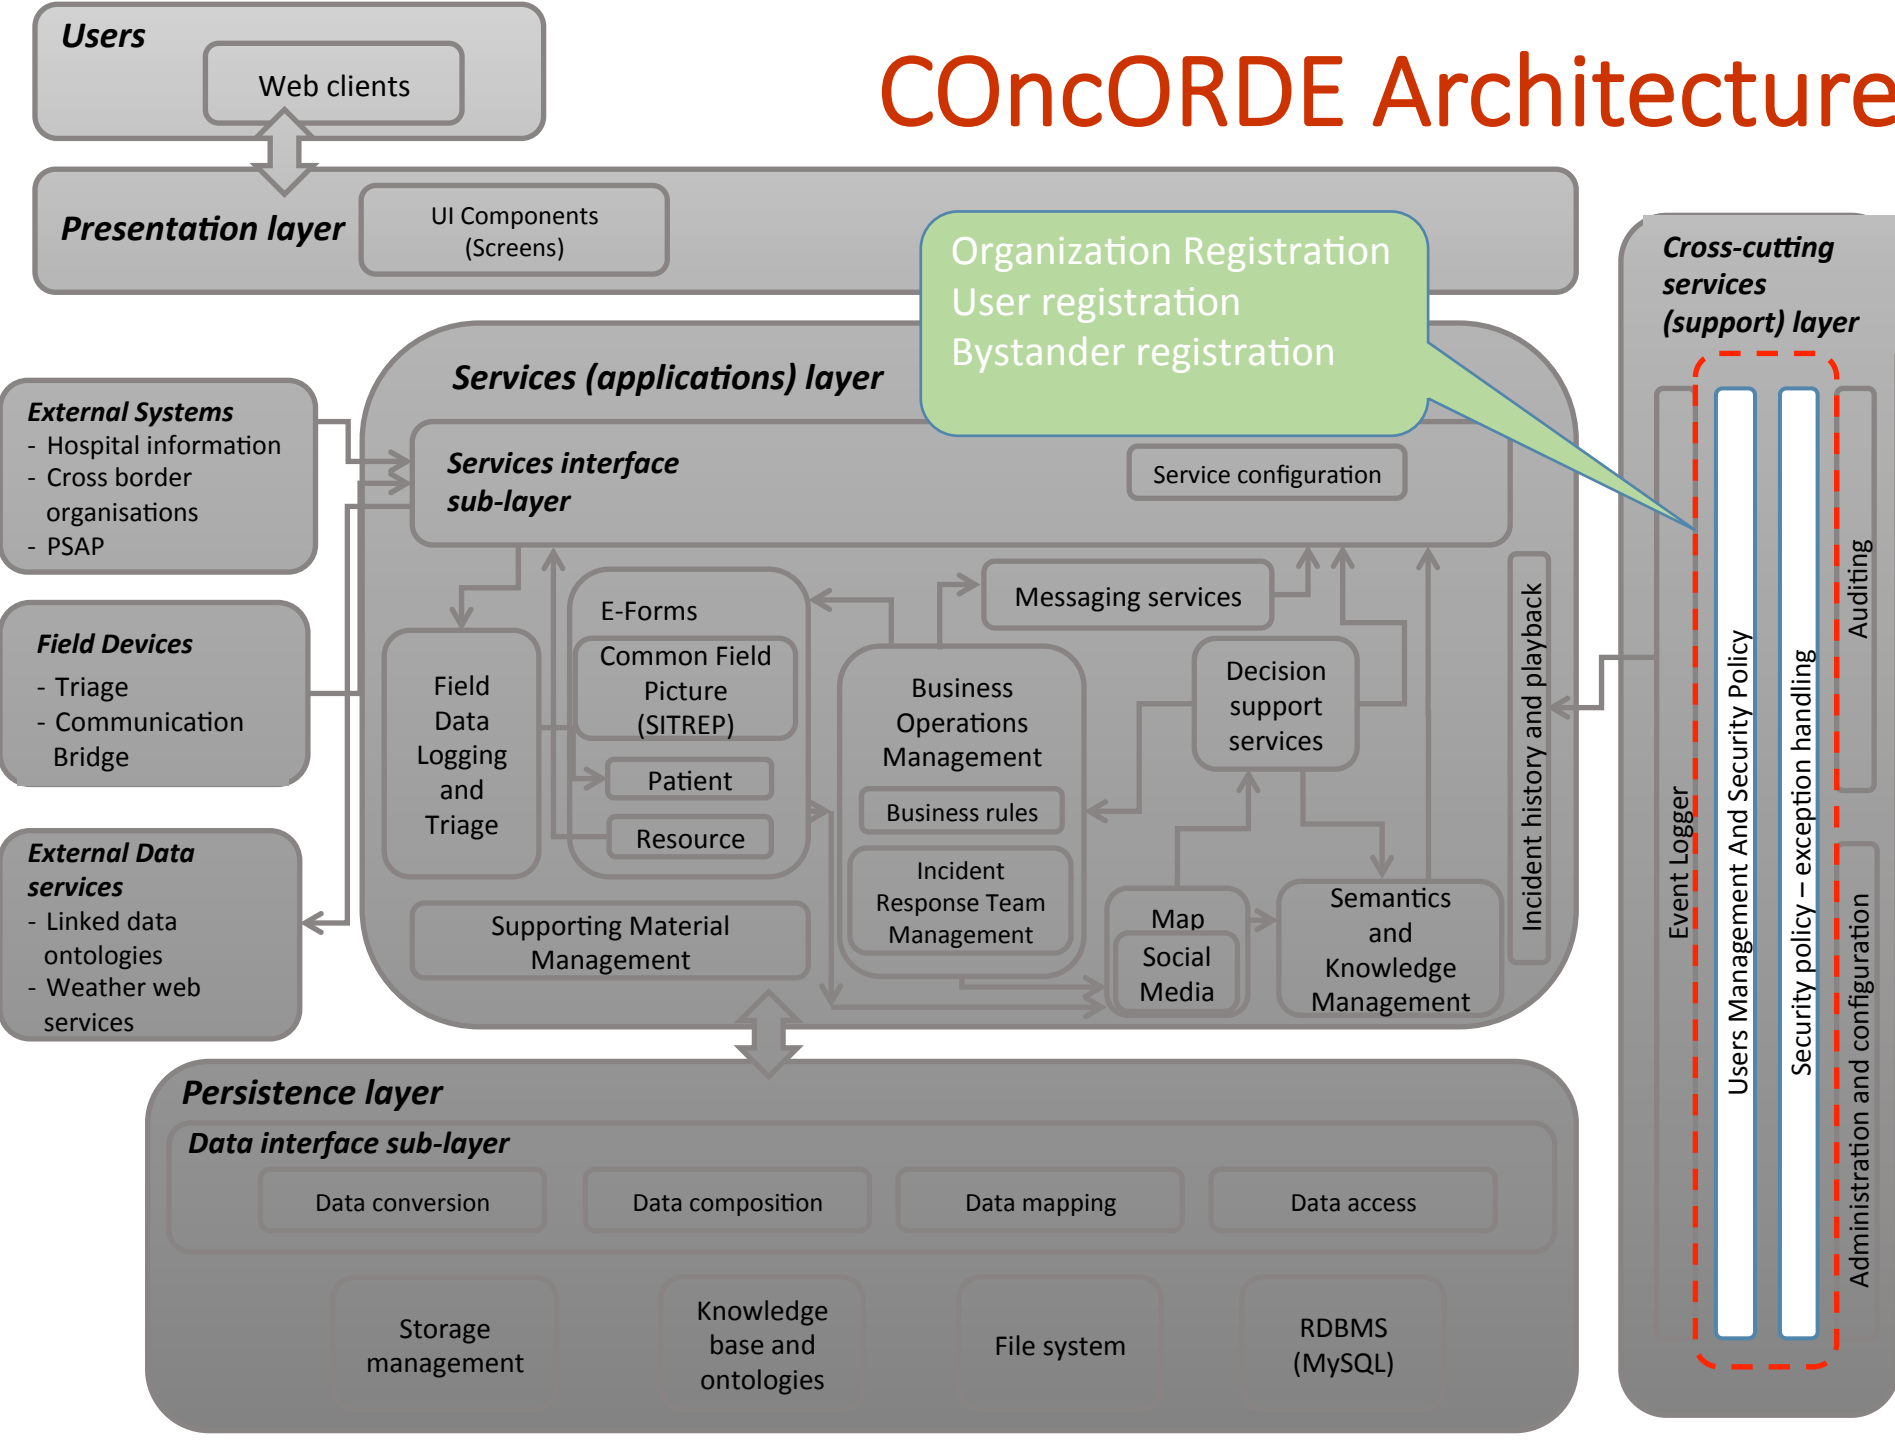 COncORDE Architecture
Users
Web clients
Presentation layer
UI Components
(Screens)
Organization Registration
User registration
Bystander registration
Cross-cutting
services
(support) layer
Services (applications) layer
External Systems
- Hospital information
- Cross border
organisations
- PSAP
Services interface
sub-layer
Service configuration
Field Devices
- Triage
- Communication
Bridge
External Data
services
- Linked data
ontologies
- Weather web
services
Field
Data
Logging
and
Triage
E-Forms
Common Field
Picture
(SITREP)
Patient
Resource
Supporting Material
Management
Business
Operations
Management
Business rules
Incident
Response Team
Management
Messaging services
Decision
support
services
Map
Social
Media
Semantics
and
Knowledge
Management
Incident history and playback
Event Logger
Users Management And Security Policy
Security policy – exception handling
Auditing
Administration and configuration
Persistence layer
Data interface sub-layer
Data conversion
Data composition
Data mapping
Data access
Storage
management
Knowledge
base and
ontologies
File system
RDBMS
(MySQL)